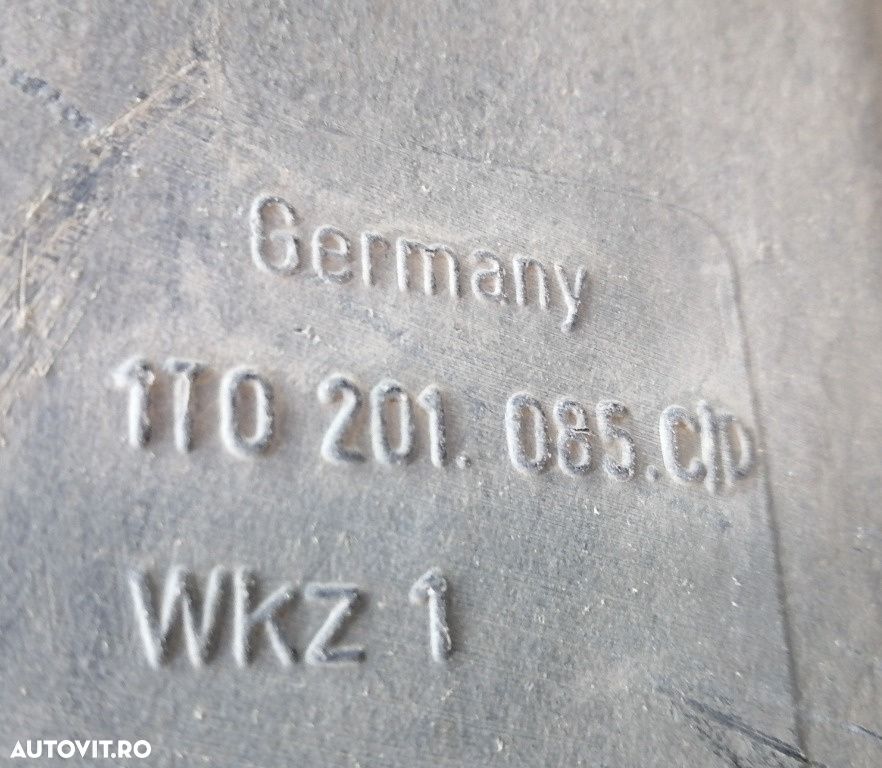 Germany
1T0 201. 085.C/D
WKZ 1
AUTOVIT.RO